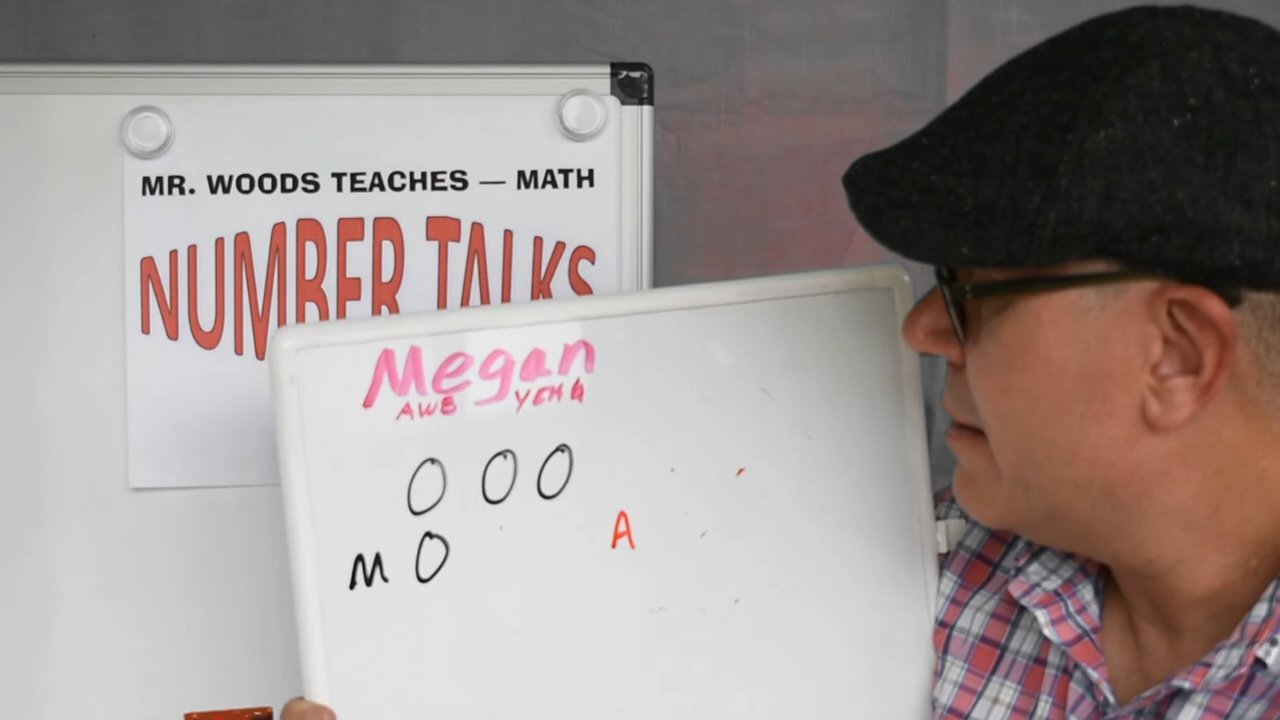 MR. WOODS TEACHES — MATH
NUMBER TALKS
Megan
AWB
O O O
M O
A